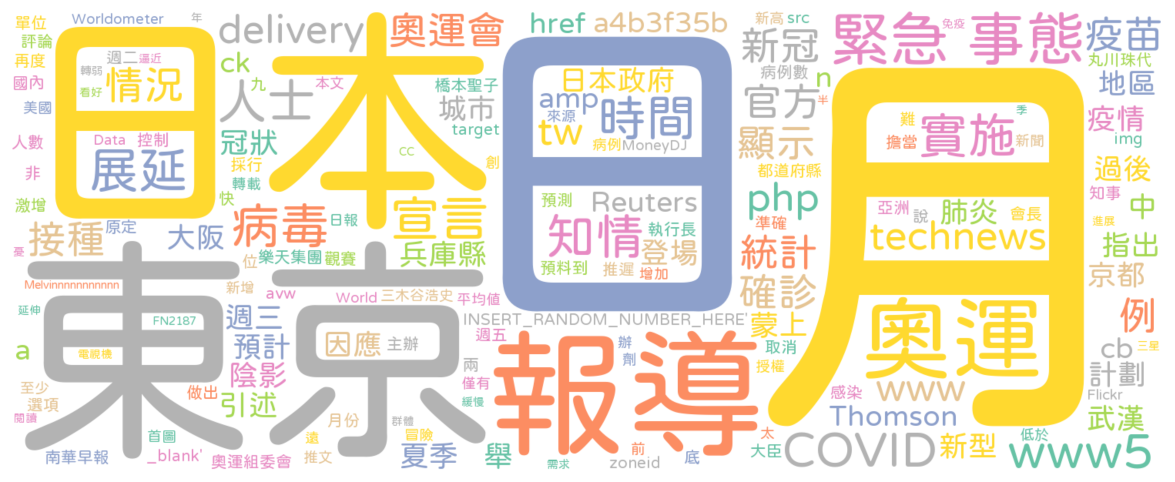 單位
Worldometer
年
評論
再度
國內
美國
人數
非
激增
週二
逼近
轉弱
看好
情況
Data
控制
展延
日本
delivery
ck
九
人士
本文
冠狀
採行
轉載
快
奧運會
橋本聖子
城市
target
cc
創
宣言
href
a4b3f35b
日
日本政府
amp
來源
tw
時間
病例
MoneyDJ
預測
Reuters
知情
執行長
登場
預料到
推遲
增加
新高
src
新冠
病例數
n
官方
半
顯示
都道府縣
php
準確
統計
確診
緊急
免疫
事態
疫苗
丸川珠代
地區
月
難
擔當
實施
季
新聞
疫情
img
過後
知事
亞洲
說
肺炎
會長
進展
中
technews
指出
京都
奧運
例
www
cb
三星
計劃
Flickr
感染
Thomson
武漢
COVID
新型
低於
www5
接種
原定
大阪
病毒
日報
樂天集團
觀賽
兵庫縣
憂
Melvinnnnnnnnnnn
延伸
位
新增
avw
World
三木谷浩史
平均值
INSERT_RANDOM_NUMBER_HERE'
東京
FN2187
週三
預計
因應
主辦
週五
兩
報導
辦
劑
蒙上
取消
授權
a
電視機
陰影
至少
選項
閱讀
做出
引述
僅有
緩慢
月份
群體
首圖
遠
冒險
南華早報
_blank'
奧運組委會
推文
夏季
舉
需求
前
zoneid
底
太
大臣